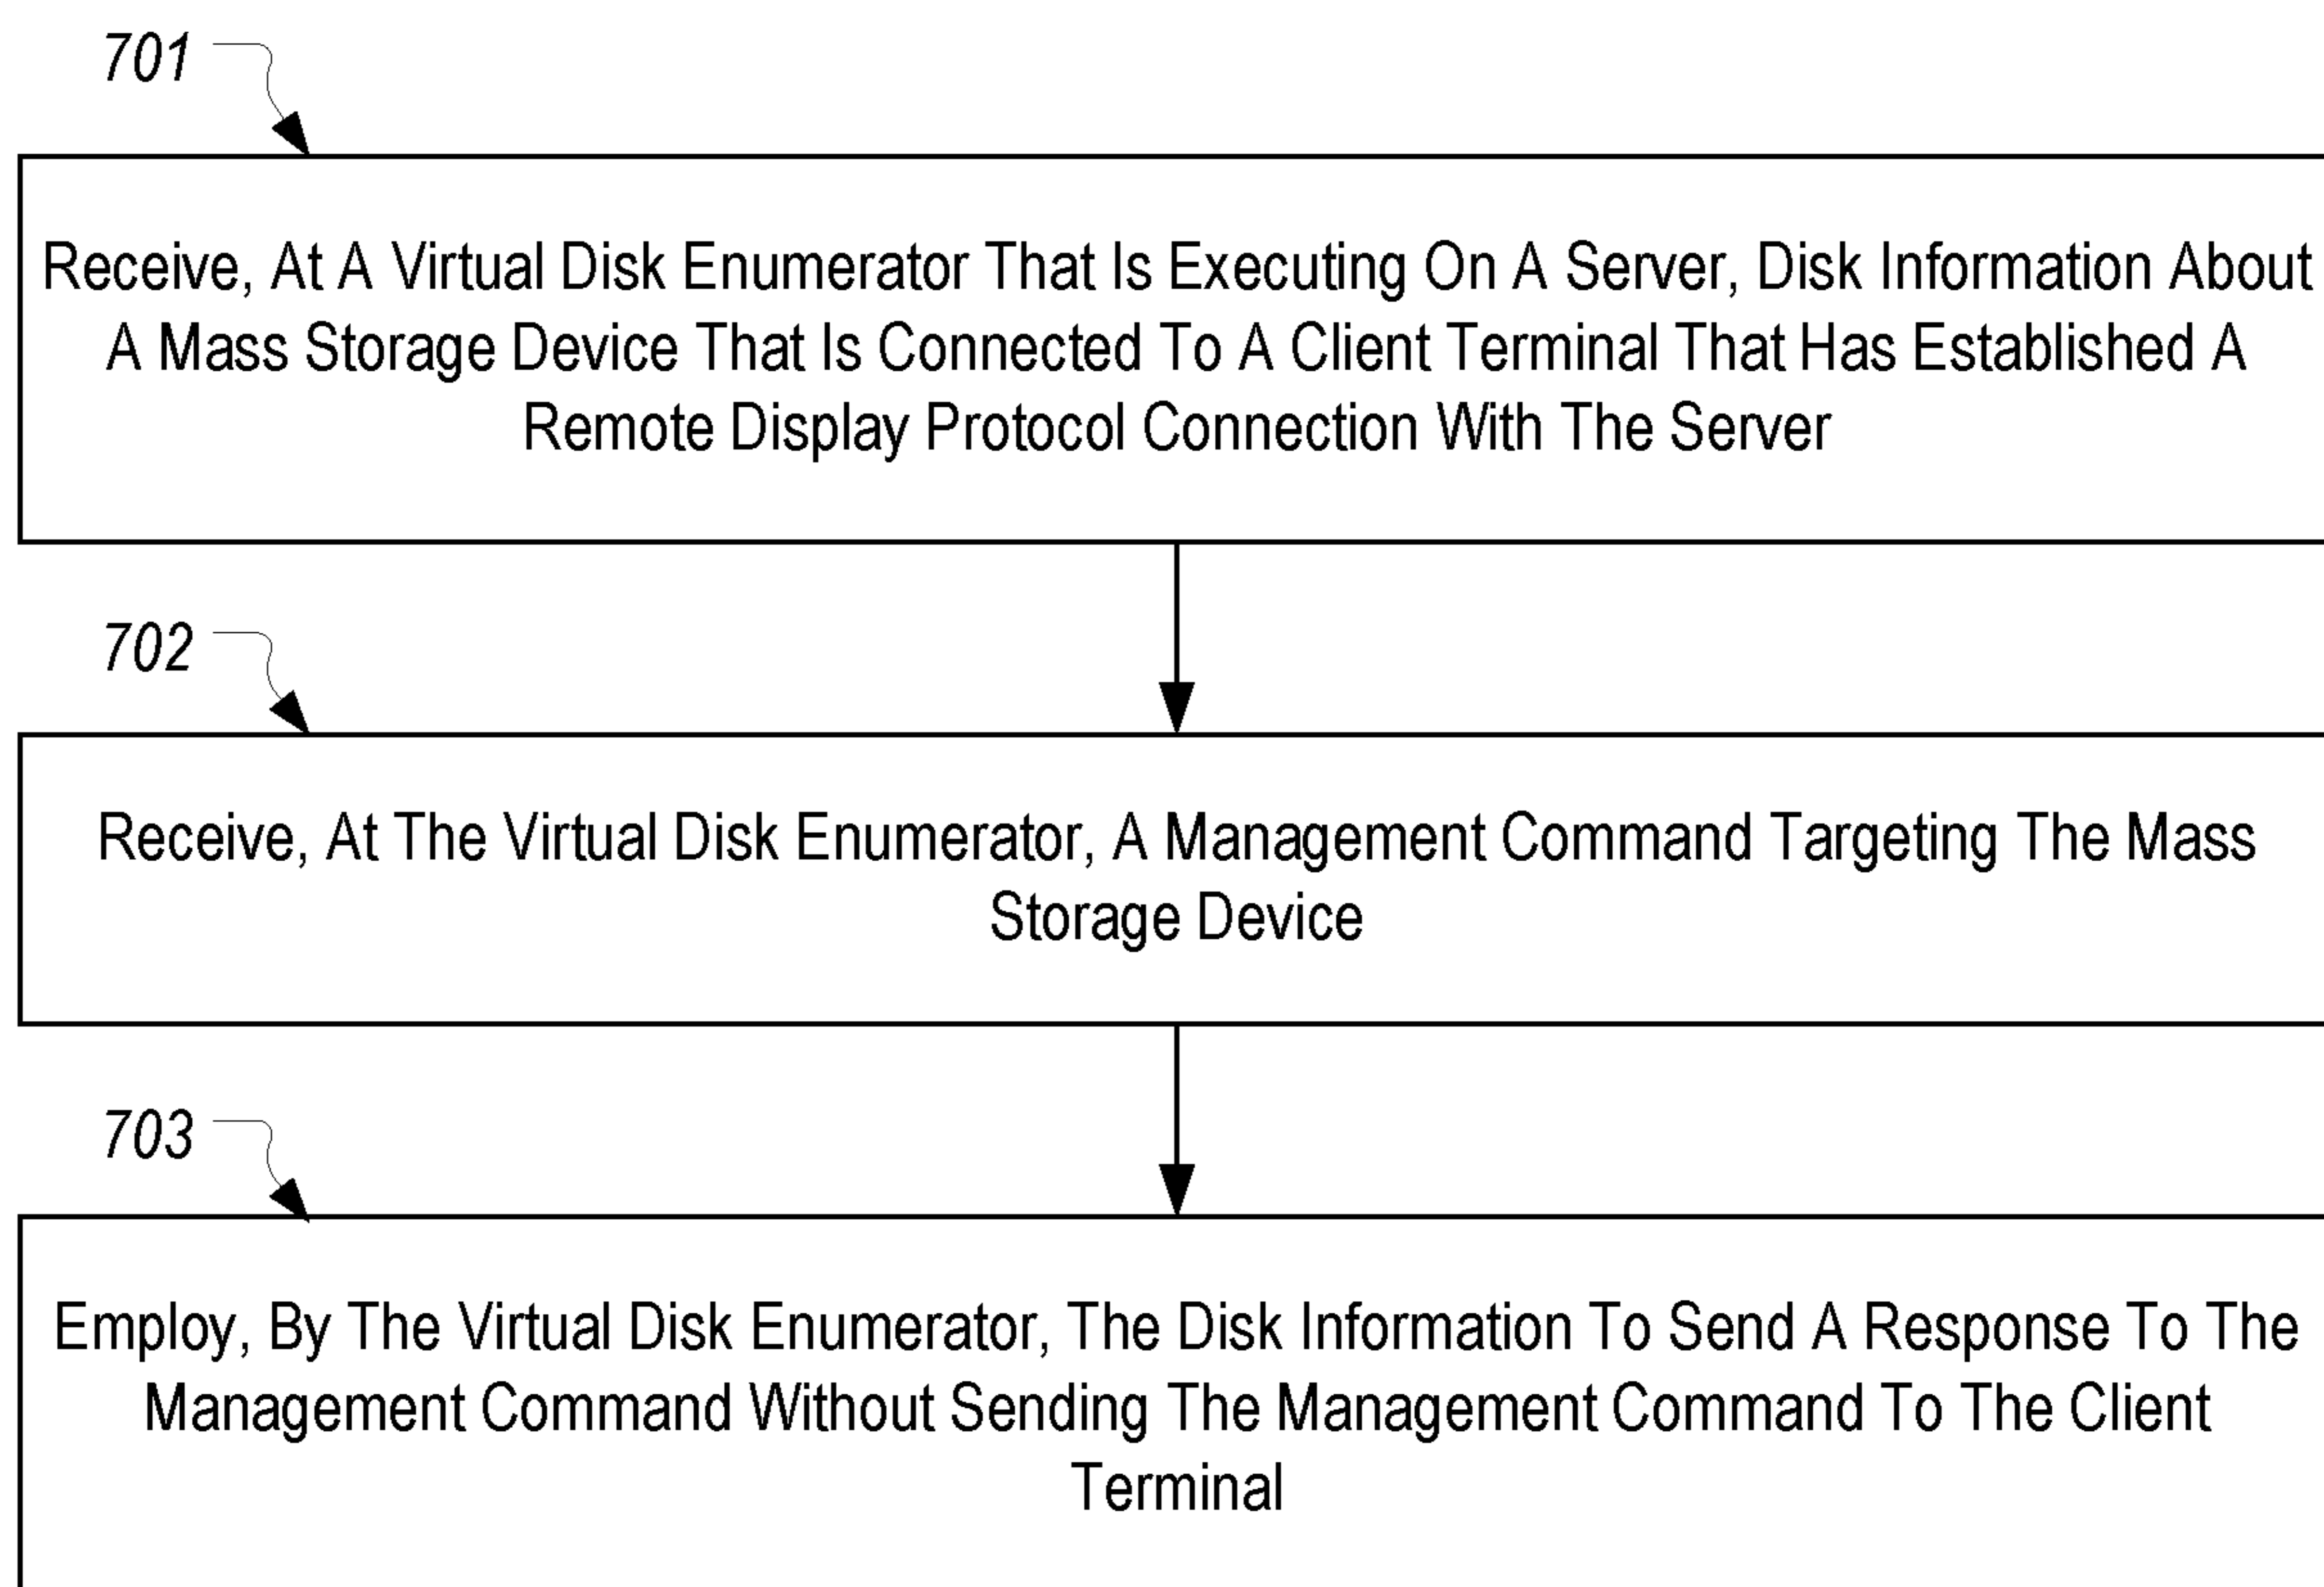 701
Receive, At A Virtual Disk Enumerator That Is Executing On A Server, Disk Information About
A Mass Storage Device That Is Connected To A Client Terminal That Has Established A
Remote Display Protocol Connection With The Server
702
Receive, At The Virtual Disk Enumerator, A Management Command Targeting The Mass
Storage Device
703
Employ, By The Virtual Disk Enumerator, The Disk Information To Send A Response To The
Management Command Without Sending The Management Command To The Client
Terminal